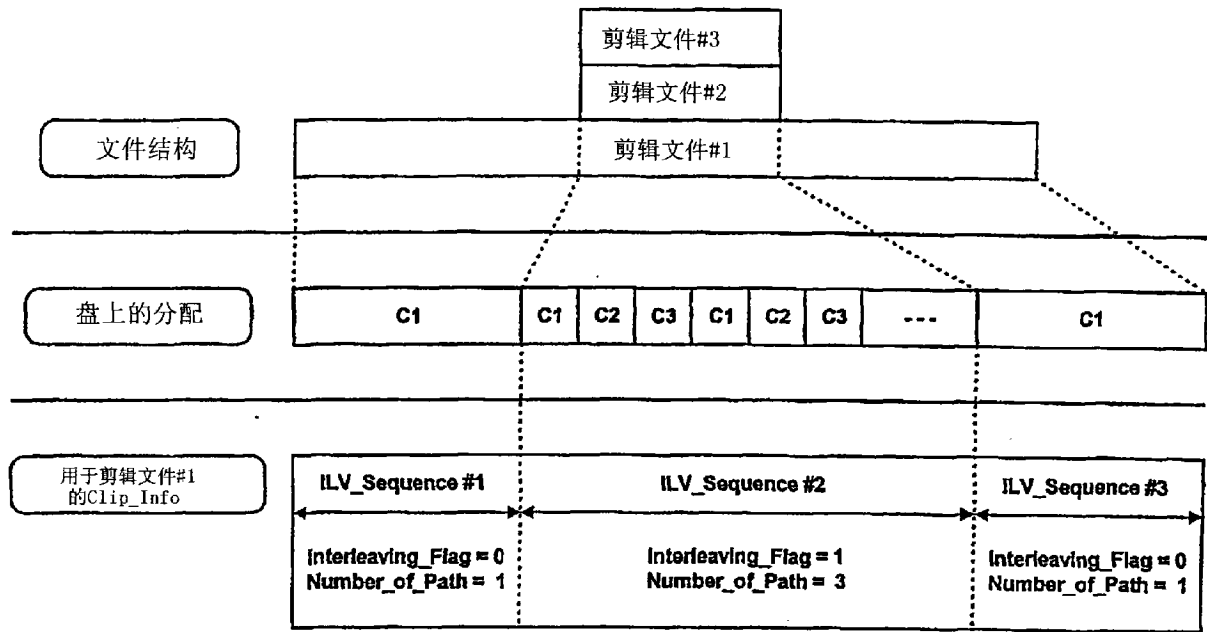 剪辑文件#3
剪辑文件#2
文件结构
剪辑文件#1
盘上的分配
C1
C1
C2
C3
C1
C2
C3
---
C1
用于剪辑文件#1
的Clip_Info
ILV_Sequence #1
ILV_Sequence #2
ILV_Sequence #3
Interleaving_Flag = 0
Number_of_Path = 1
Interleaving_Flag = 1
Number_of_Path = 3
Interleaving_Flag = 0
Number_of_Path = 1